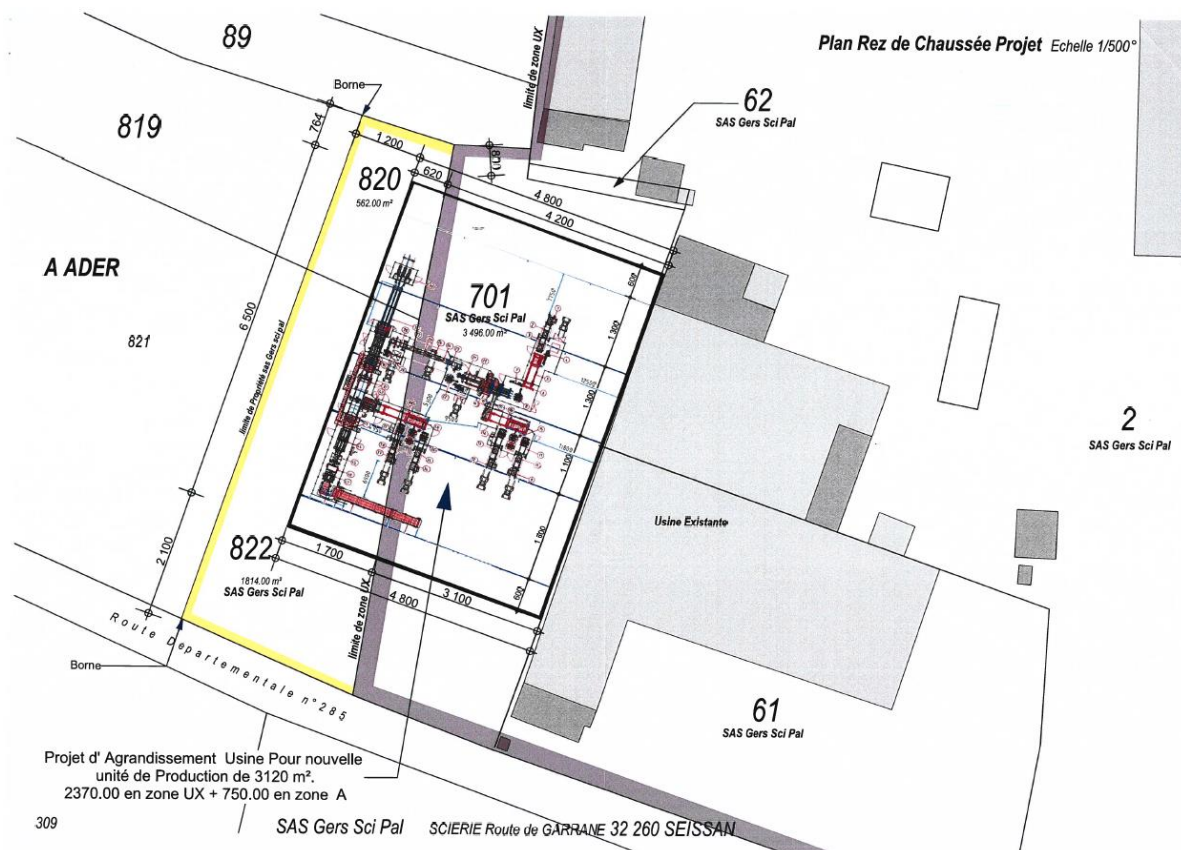 Plan Rez de Chaussée Projet Echelle 1/500°
89
Borne
limite de zone UX
62
SAS Gers Sci Pal
819
764
1 200
800
620
820
562.00 m²
4 800
4 200
A ADER
821
6 500
limite de Propriété sas Gers sci pal
701
SAS Gers Sci Pal
3 496.00 m²
600
1 300
1 300
1 100
1 800
600
2
SAS Gers Sci Pal
Usine Existante
2 100
822
1814.00 m²
SAS Gers Sci Pal
1 700
3 100
4 800
limite de zone UX
Route Departementale n°285
Borne
61
SAS Gers Sci Pal
Projet d' Agrandissement Usine Pour nouvelle
unité de Production de 3120 m².
2370.00 en zone UX + 750.00 en zone A
309
SAS Gers Sci Pal SCIERIE Route de GARRANE 32 260 SEISSAN